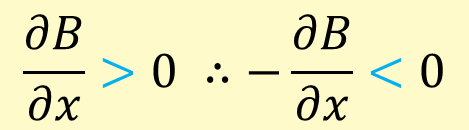 ∂B/∂x > 0 ∴ −∂B/∂x < 0